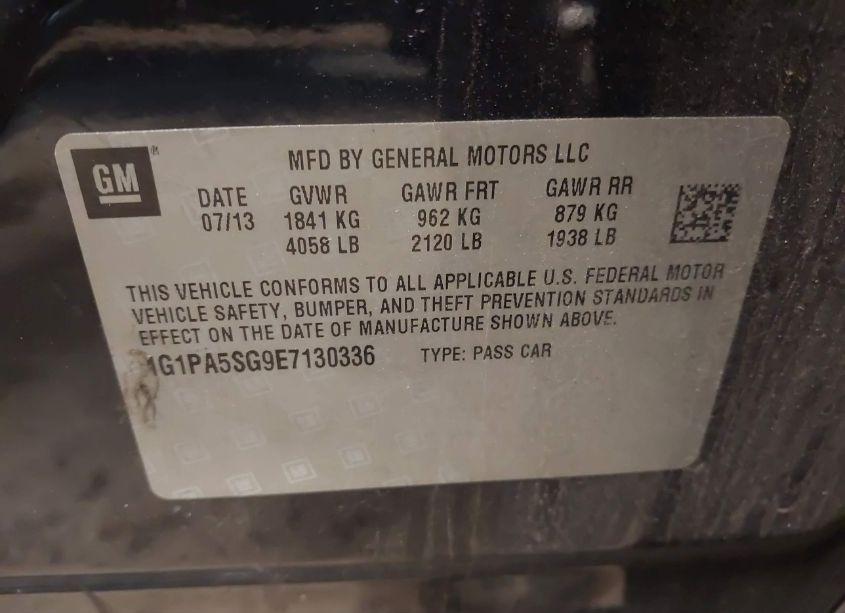 GM ®
MFD BY GENERAL MOTORS LLC
DATE GVWR GAWR FRT GAWR RR
07/13 1841 KG 962 KG 879 KG
4058 LB 2120 LB 1938 LB
THIS VEHICLE CONFORMS TO ALL APPLICABLE U.S. FEDERAL MOTOR
VEHICLE SAFETY, BUMPER, AND THEFT PREVENTION STANDARDS IN
EFFECT ON THE DATE OF MANUFACTURE SHOWN ABOVE.
1G1PA5SG9E7130336 TYPE: PASS CAR